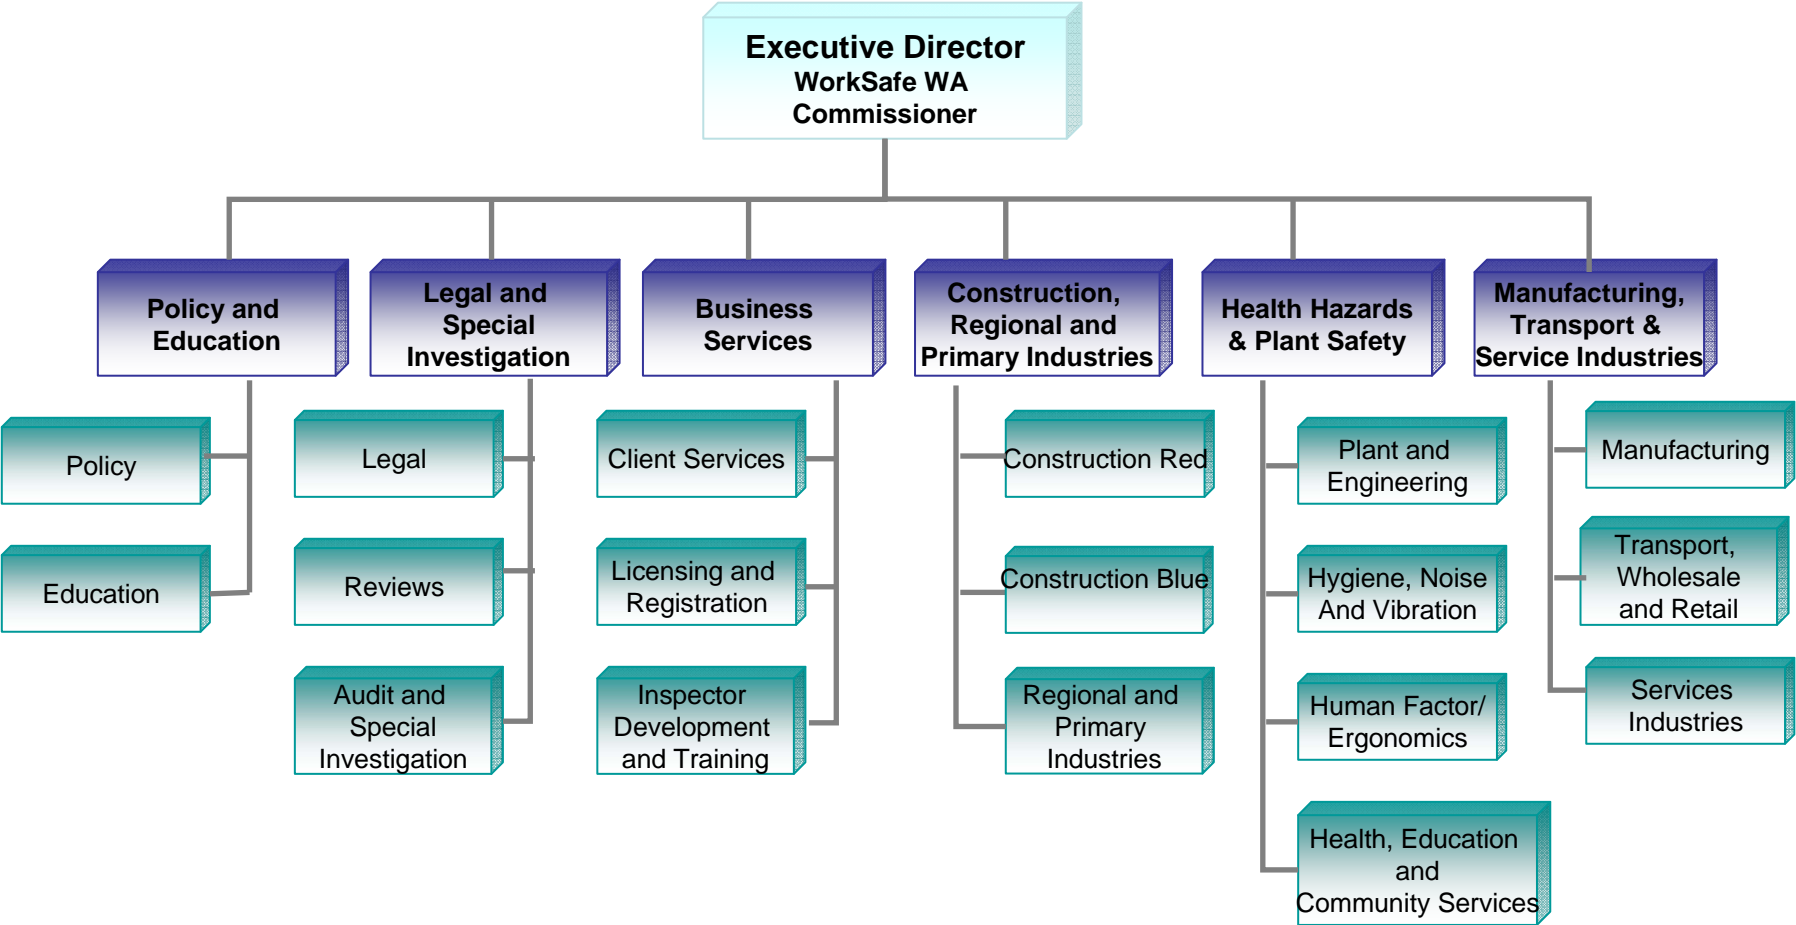 Executive Director
WorkSafe WA
Commissioner
Policy and
Education
Legal and
Special
Investigation
Business
Services
Construction,
Regional and
Primary Industries
Health Hazards
& Plant Safety
Manufacturing,
Transport &
Service Industries
Policy
Education
Legal
Reviews
Audit and
Special
Investigation
Client Services
Licensing and
Registration
Inspector
Development
and Training
Construction Red
Construction Blue
Regional and
Primary
Industries
Plant and
Engineering
Hygiene, Noise
And Vibration
Human Factor/
Ergonomics
Health, Education
and
Community Services
Manufacturing
Transport,
Wholesale
and Retail
Services
Industries